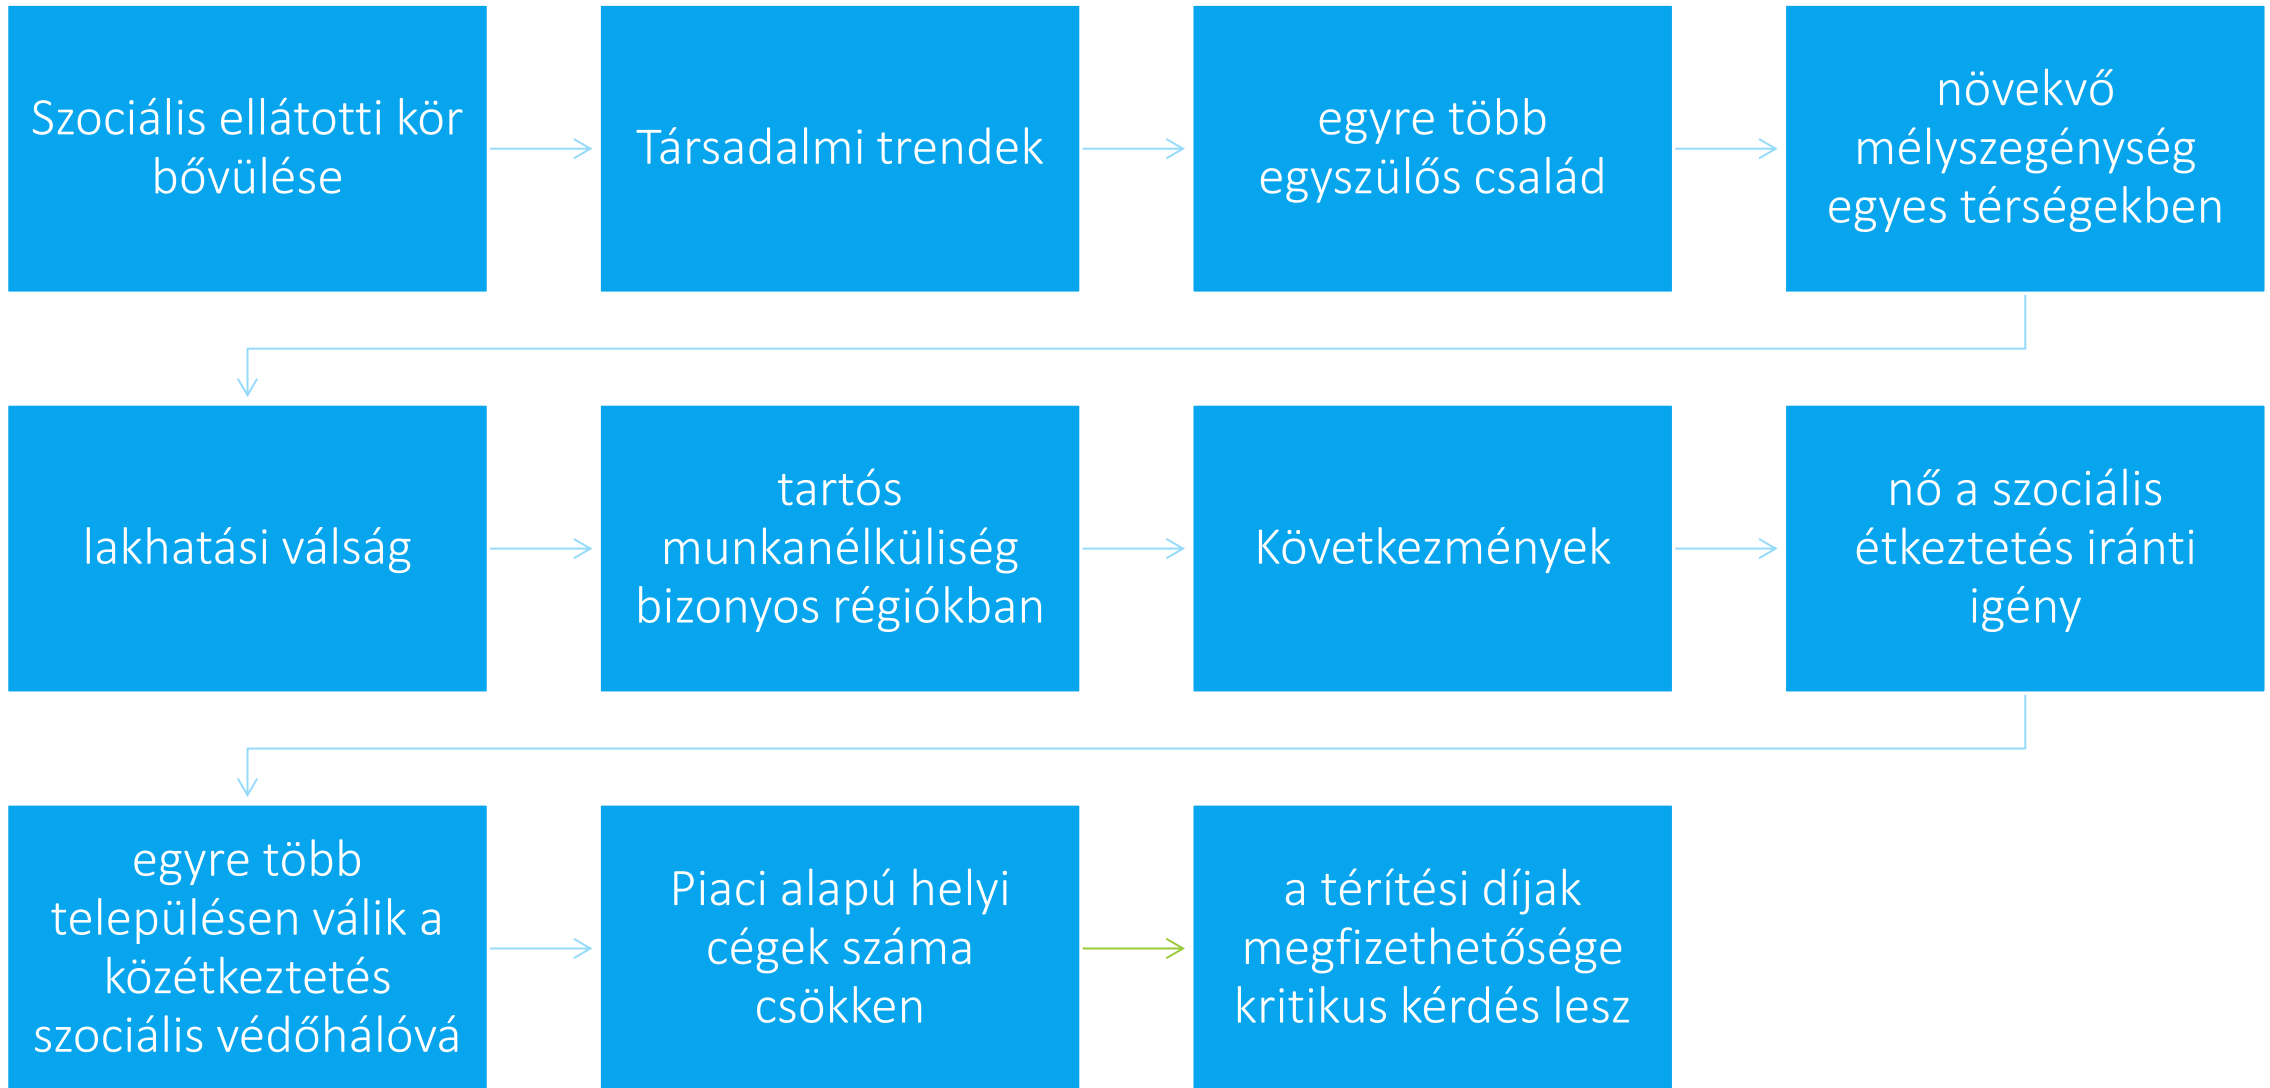 Szociális ellátotti kör
bővülése
Társadalmi trendek
egyre több
egyszülős család
növekvő
mélyszegénység
egyes térségekben
lakhatási válság
tartós
munkanélküliség
bizonyos régiókban
Következmények
nő a szociális
étkeztetés iránti
igény
egyre több
településen válik a
közétkeztetés
szociális védőhálóvá
Piaci alapú helyi
cégek száma
csökken
a térítési díjak
megfizethetősége
kritikus kérdés lesz